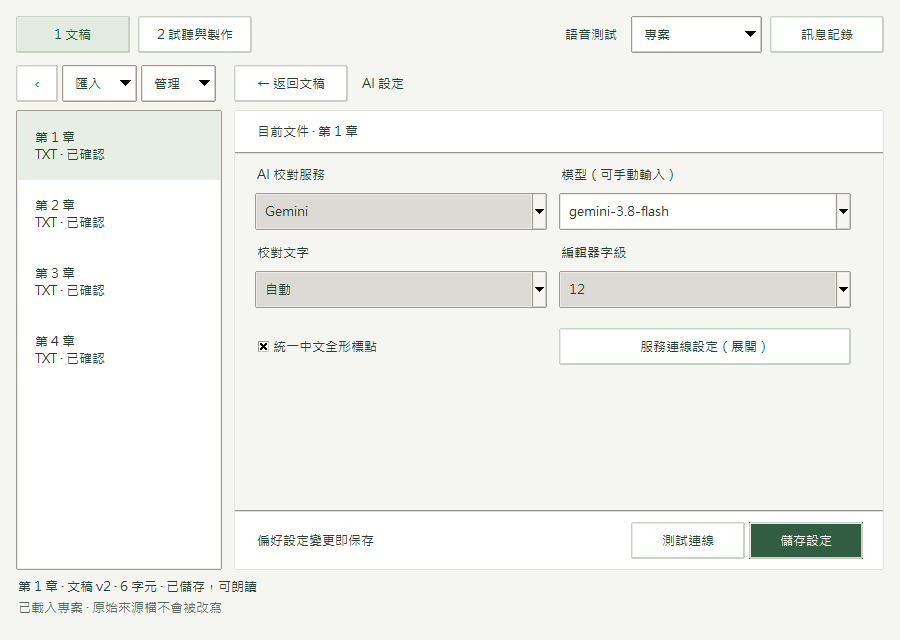 1 文稿
2 試聽與製作
語音測試
專案
訊息記錄
‹
匯入
管理
← 返回文稿
AI 設定
第 1 章
TXT · 已確認
第 2 章
TXT · 已確認
第 3 章
TXT · 已確認
第 4 章
TXT · 已確認
目前文件 · 第 1 章
AI 校對服務
模型（可手動輸入）
Gemini
gemini-3.8-flash
校對文字
編輯器字級
自動
12
統一中文全形標點
服務連線設定（展開）
偏好設定變更即保存
測試連線
儲存設定
第 1 章 · 文稿 v2 · 6 字元 · 已儲存，可朗讀
已載入專案 · 原始來源檔不會被改寫